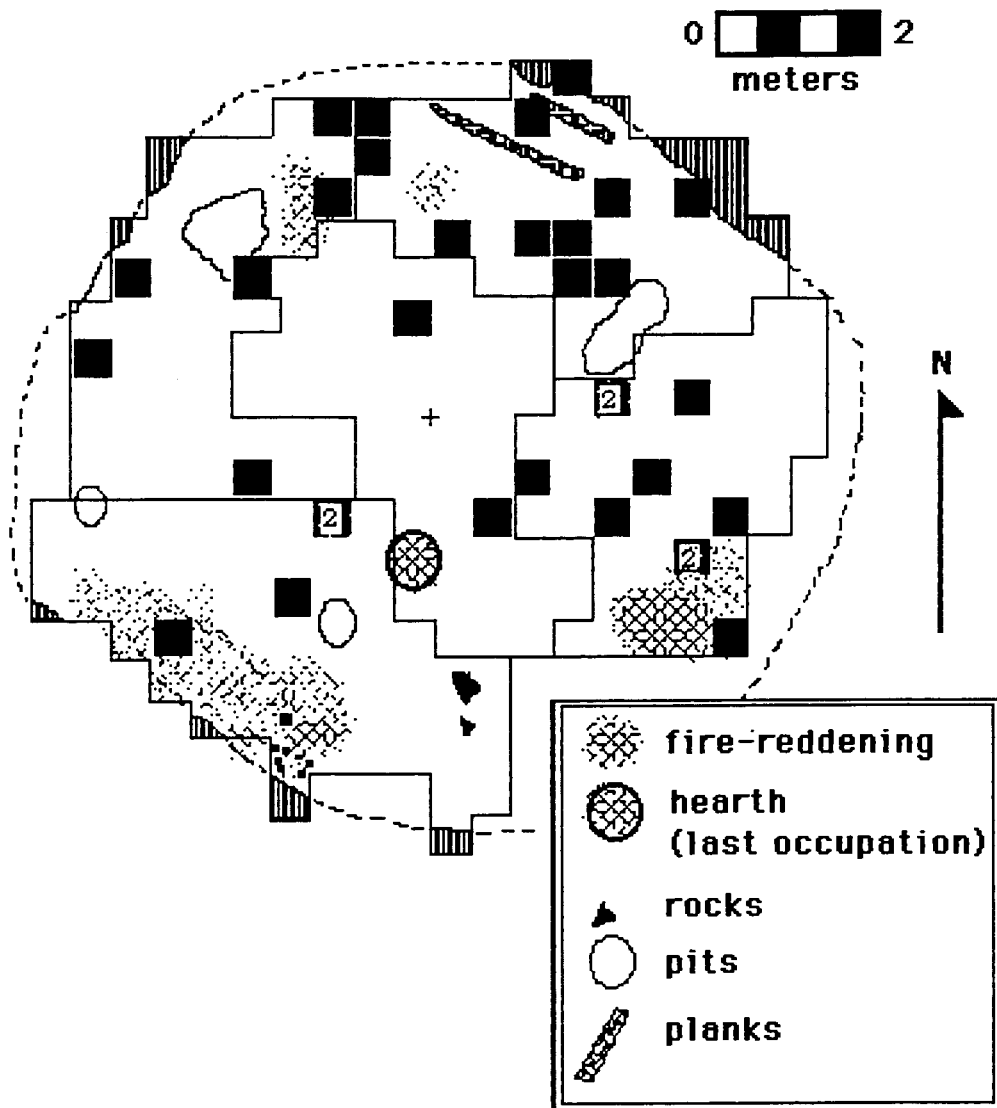 0 2
meters
N
2
2
2
fire-reddening
hearth
(last occupation)
rocks
pits
planks